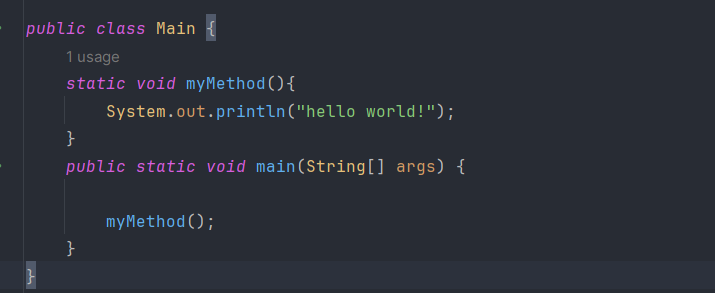 public class Main {
1 usage
static void myMethod(){
System.out.println("hello world!");
}
public static void main(String[] args) {
myMethod();
}
}